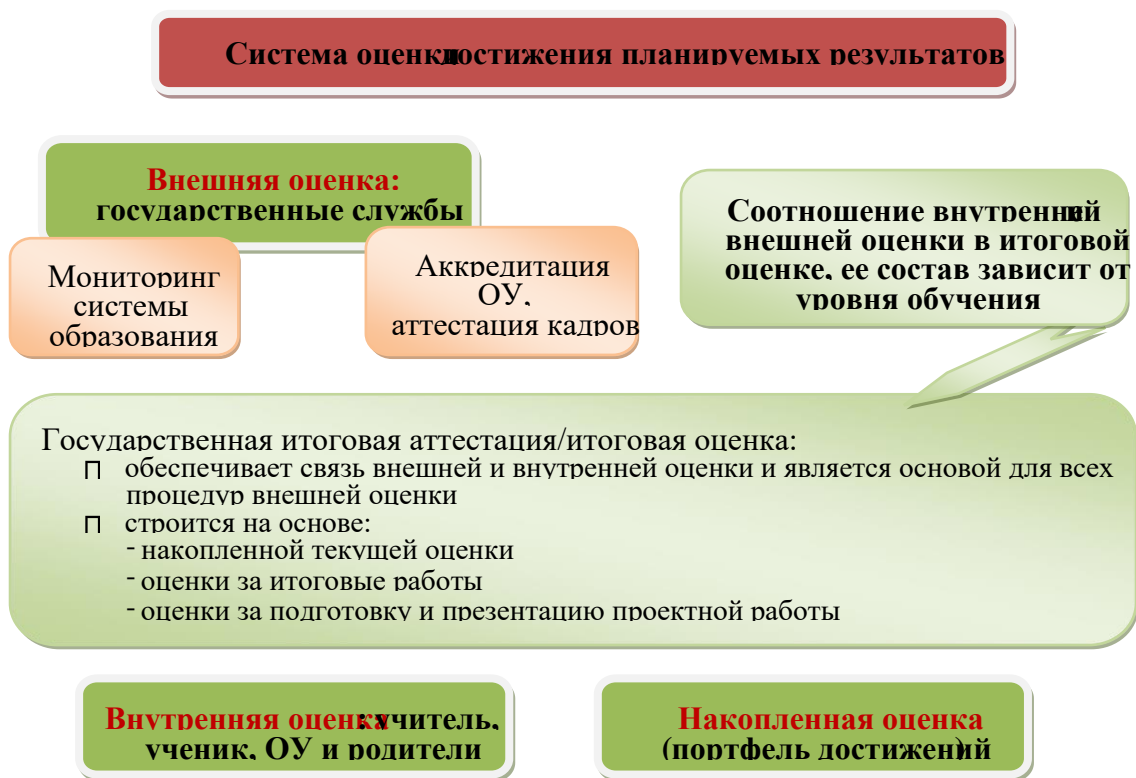 Система оценки достижения планируемых результатов
Внешняя оценка:
государственные службы
Мониторинг
системы
образования
Аккредитация
ОУ,
аттестация кадров
Соотношение внутренней и
внешней оценки в итоговой
оценке, ее состав зависит от
уровня обучения
Государственная итоговая аттестация/итоговая оценка:
обеспечивает связь внешней и внутренней оценки и является основой для всех
процедур внешней оценки
строится на основе:
- накопленной текущей оценки
- оценки за итоговые работы
- оценки за подготовку и презентацию проектной работы
Внутренняя оценка: учитель,
ученик, ОУ и родители
Накопленная оценка
(портфель достижений)